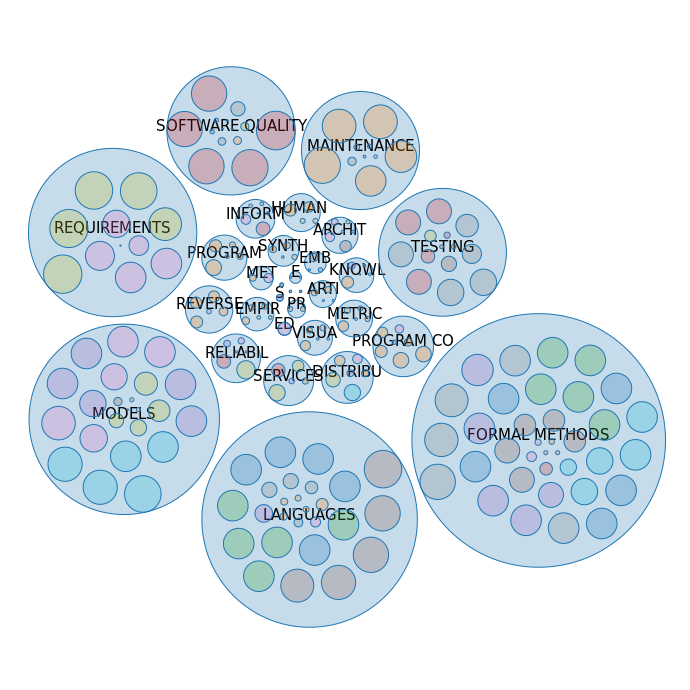 SOFTWARE QUALITY
MAINTENANCE
INFORM
HUMAN
REQUIREMENTS
ARCHIT
PROGRAM
SYNTH
EMB
TESTING
MET
E
KNOWL
S
ARTI
REVERSE
EMPIR
PR
METRIC
ED
VISUA
PROGRAM CO
RELIABIL
SERVICES
DISTRIBU
MODELS
FORMAL METHODS
LANGUAGES